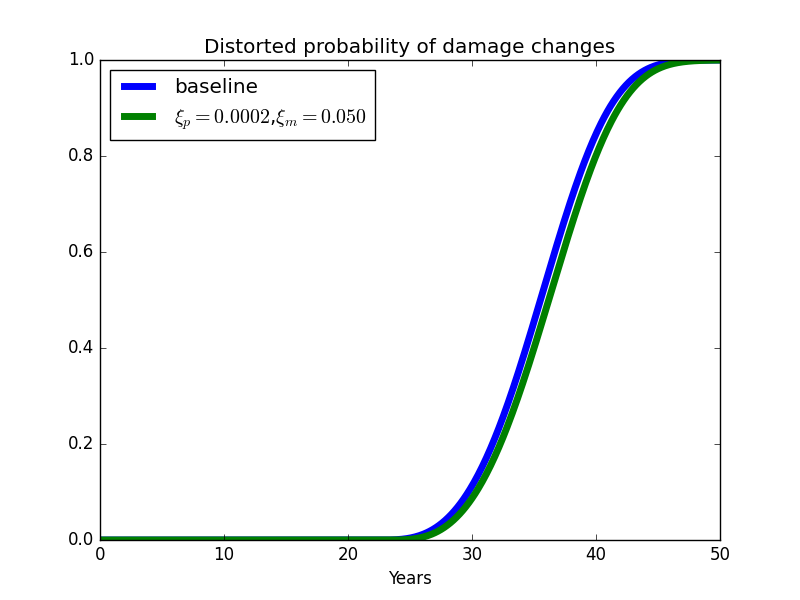 Distorted probability of damage changes
baseline
ξp = 0.0002,ξm = 0.050
1.0
0.8
0.6
0.4
0.2
0.0
0 10 20 30 40 50
Years